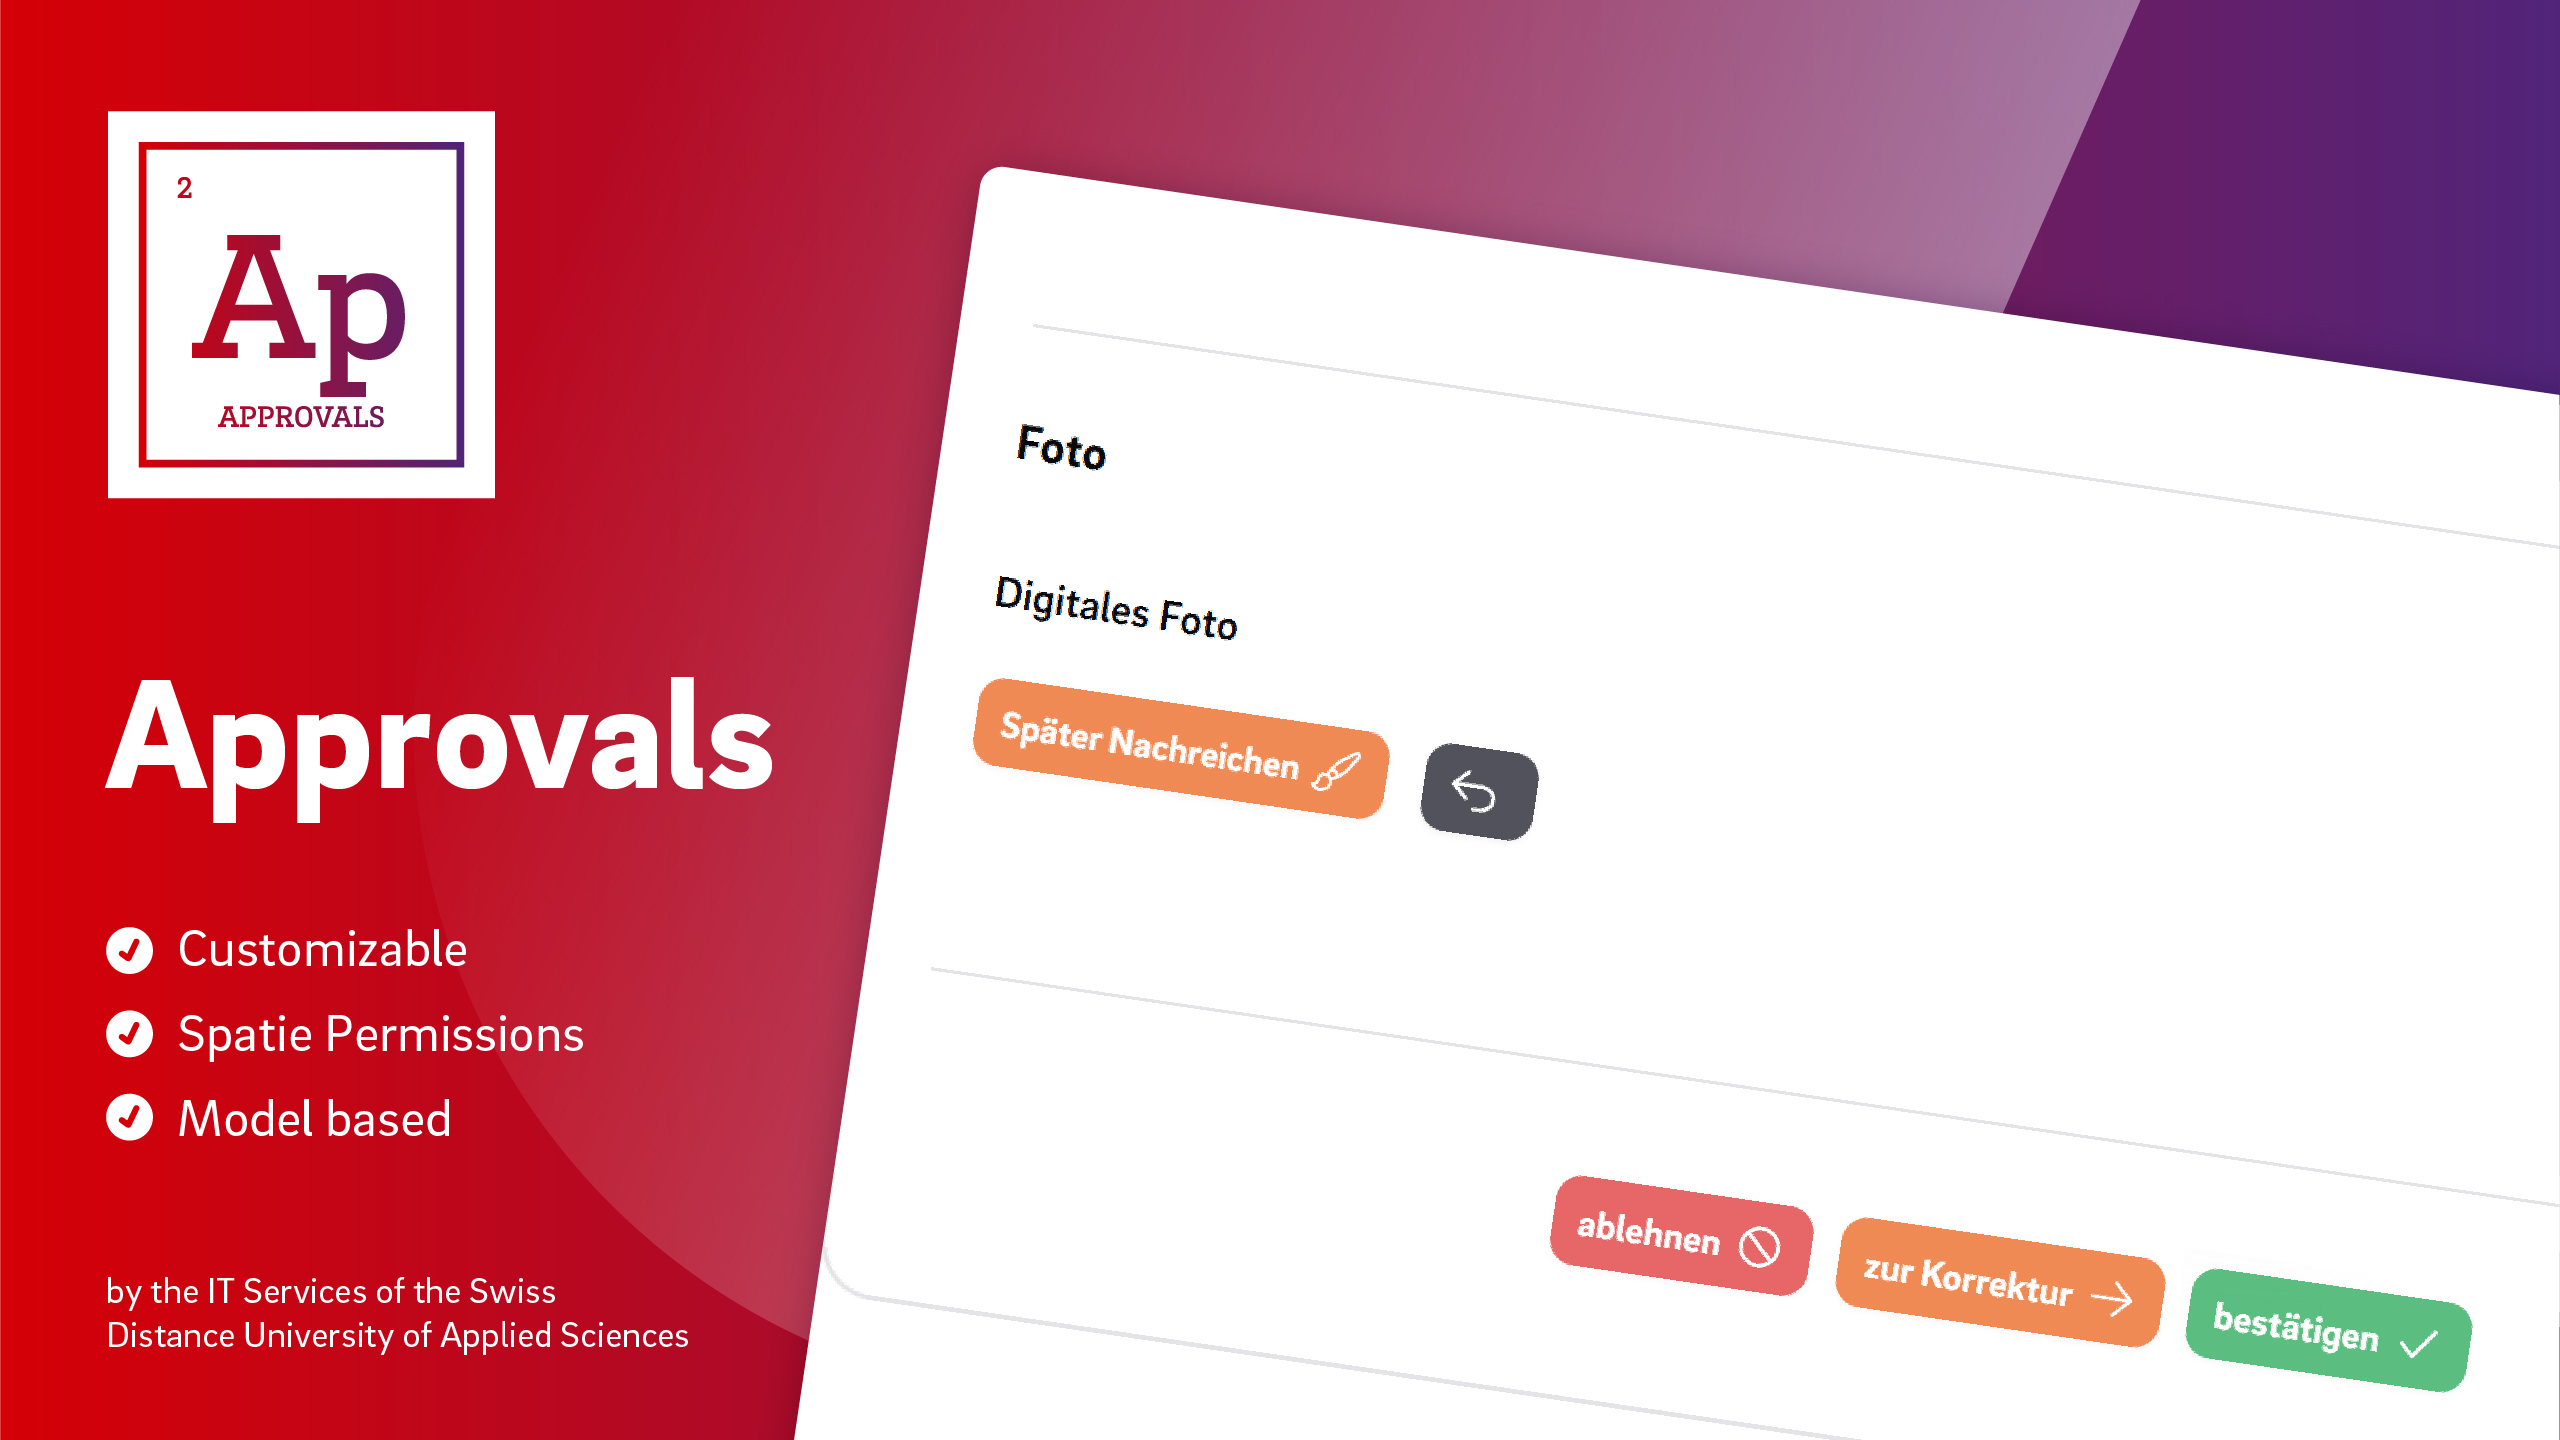 2
Ap
APPROVALS
Approvals
Customizable
Spatie Permissions
Model based
by the IT Services of the Swiss
Distance University of Applied Sciences
Foto
Digitales Foto
Später Nachreichen
ablehnen
zur Korrektur
bestätigen